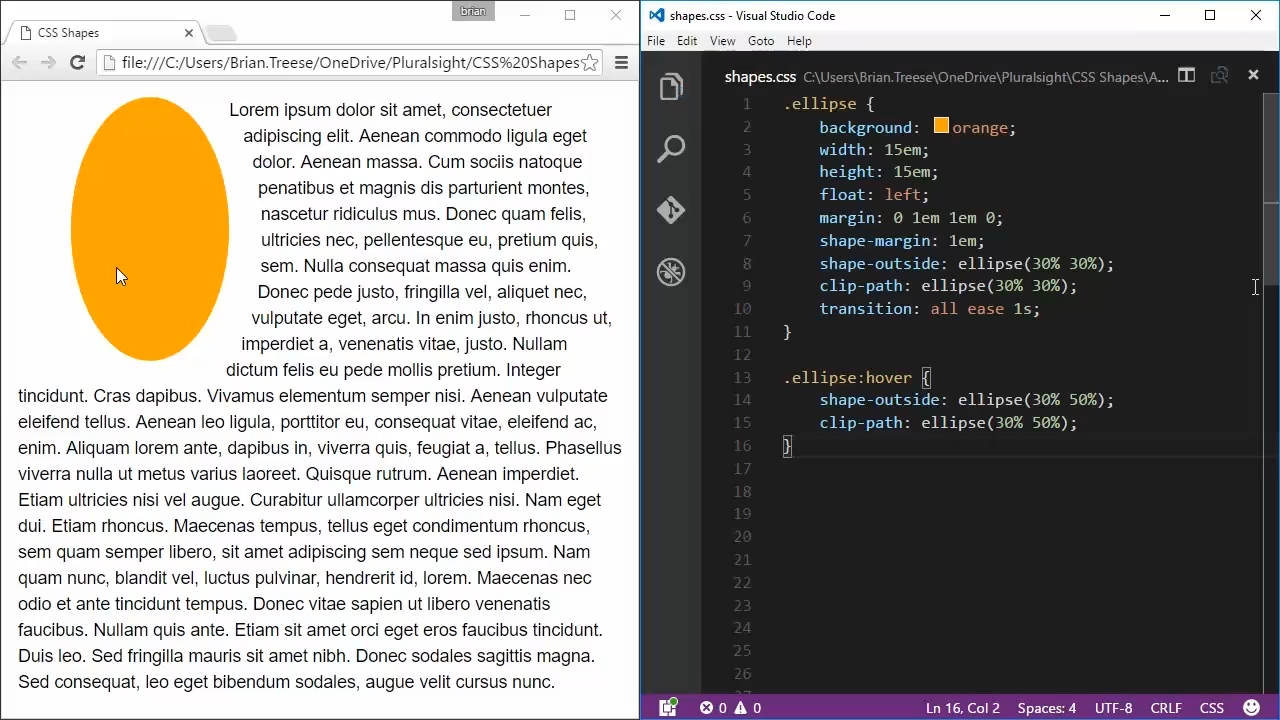 brian
CSS Shapes
file:///C:/Users/Brian.Treese/OneDrive/Pluralsight/CSS%20Shapes
Lorem ipsum dolor sit amet, consectetuer
adipiscing elit. Aenean commodo ligula eget
dolor. Aenean massa. Cum sociis natoque
penatibus et magnis dis parturient montes,
nascetur ridiculus mus. Donec quam felis,
ultricies nec, pellentesque eu, pretium quis,
sem. Nulla consequat massa quis enim.
Donec pede justo, fringilla vel, aliquet nec,
vulputate eget, arcu. In enim justo, rhoncus ut,
imperdiet a, venenatis vitae, justo. Nullam
dictum felis eu pede mollis pretium. Integer
tincidunt. Cras dapibus. Vivamus elementum semper nisi. Aenean vulputate
eleifend tellus. Aenean leo ligula, porttitor eu, consequat vitae, eleifend ac,
enim. Aliquam lorem ante, dapibus in, viverra quis, feugiat a, tellus. Phasellus
viverra nulla ut metus varius laoreet. Quisque rutrum. Aenean imperdiet.
Etiam ultricies nisi vel augue. Curabitur ullamcorper ultricies nisi. Nam eget
dui. Etiam rhoncus. Maecenas tempus, tellus eget condimentum rhoncus,
sem quam semper libero, sit amet adipiscing sem neque sed ipsum. Nam
quam nunc, blandit vel, luctus pulvinar, hendrerit id, lorem. Maecenas nec
odio et ante tincidunt tempus. Donec vitae sapien ut libero venenatis
faucibus. Nullam quis ante. Etiam sit amet orci eget eros faucibus tincidunt.
Duis leo. Sed fringilla mauris sit amet nibh. Donec sodales sagittis magna.
Sed consequat, leo eget bibendum sodales, augue velit cursus nunc.
shapes.css - Visual Studio Code
File Edit View Goto Help
shapes.css C:\Users\Brian.Treese\OneDrive\Pluralsight\CSS Shapes\A...
1 .ellipse {
2 background: orange;
3 width: 15em;
4 height: 15em;
5 float: left;
6 margin: 0 1em 1em 0;
7 shape-margin: 1em;
8 shape-outside: ellipse(30% 30%);
9 clip-path: ellipse(30% 30%);
10 transition: all ease 1s;
11 }
12
13 .ellipse:hover {
14 shape-outside: ellipse(30% 50%);
15 clip-path: ellipse(30% 50%);
16 }
17
18
19
20
21
22
23
24
25
26
27
0 0 Ln 16, Col 2 Spaces: 4 UTF-8 CRLF CSS